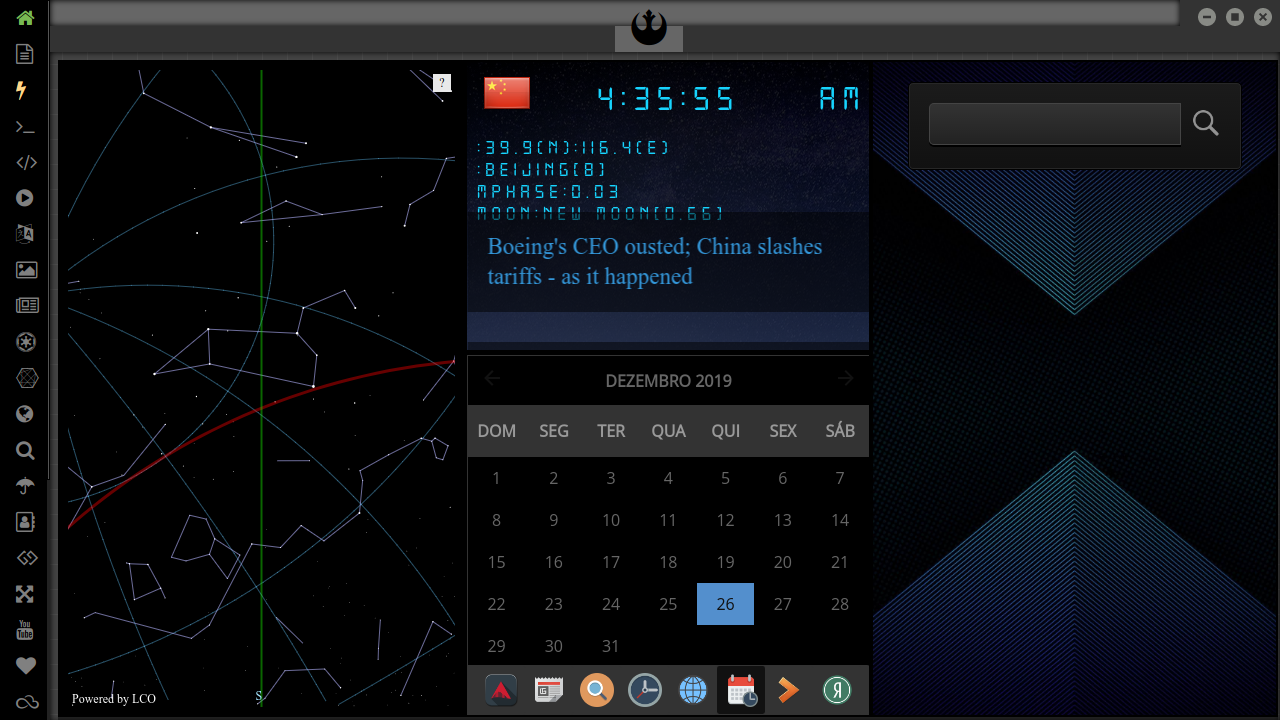 ?
Powered by LCO
S
4:35:55 AM
:39.9(N):116.4(E)
:BEIJING(8)
MPHASE:0.03
MOON:NEW MOON(0.66)
Boeing's CEO ousted; China slashes
tariffs - as it happened
DEZEMBRO 2019
DOM SEG TER QUA QUI SEX SÁB
1 2 3 4 5 6 7
8 9 10 11 12 13 14
15 16 17 18 19 20 21
22 23 24 25 26 27 28
29 30 31
You
Tube
Я